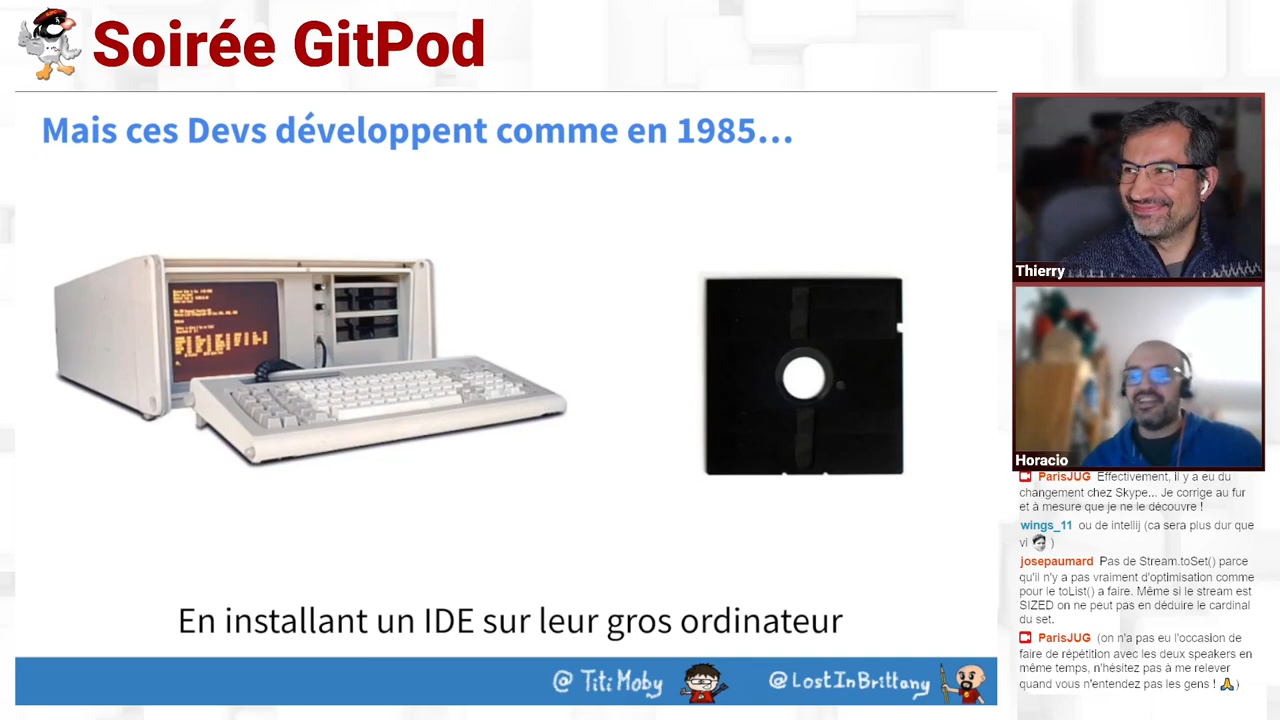 Soirée GitPod
Mais ces Devs développent comme en 1985...
En installant un IDE sur leur gros ordinateur
@TitiMoby
@LostInBrittany
Thierry
Horacio
ParisJUG Effectivement, il y a eu du
changement chez Skype... Je corrige au fur
et à mesure que je ne le découvre !
wings_11 ou de intellij (ca sera plus dur que
vi )
josepaumard Pas de Stream.toSet() parce
qu'il n'y a pas vraiment d'optimisation comme
pour le toList() a faire. Même si le stream est
SIZED on ne peut pas en déduire le cardinal
du set.
ParisJUG (on n'a pas eu l'occasion de
faire de répétition avec les deux speakers en
même temps, n'hésitez pas à me relever
quand vous n'entendez pas les gens ! 🙏)